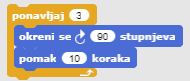 ponavljaj 3
okreni se 90 stupnjeva
pomak 10 koraka